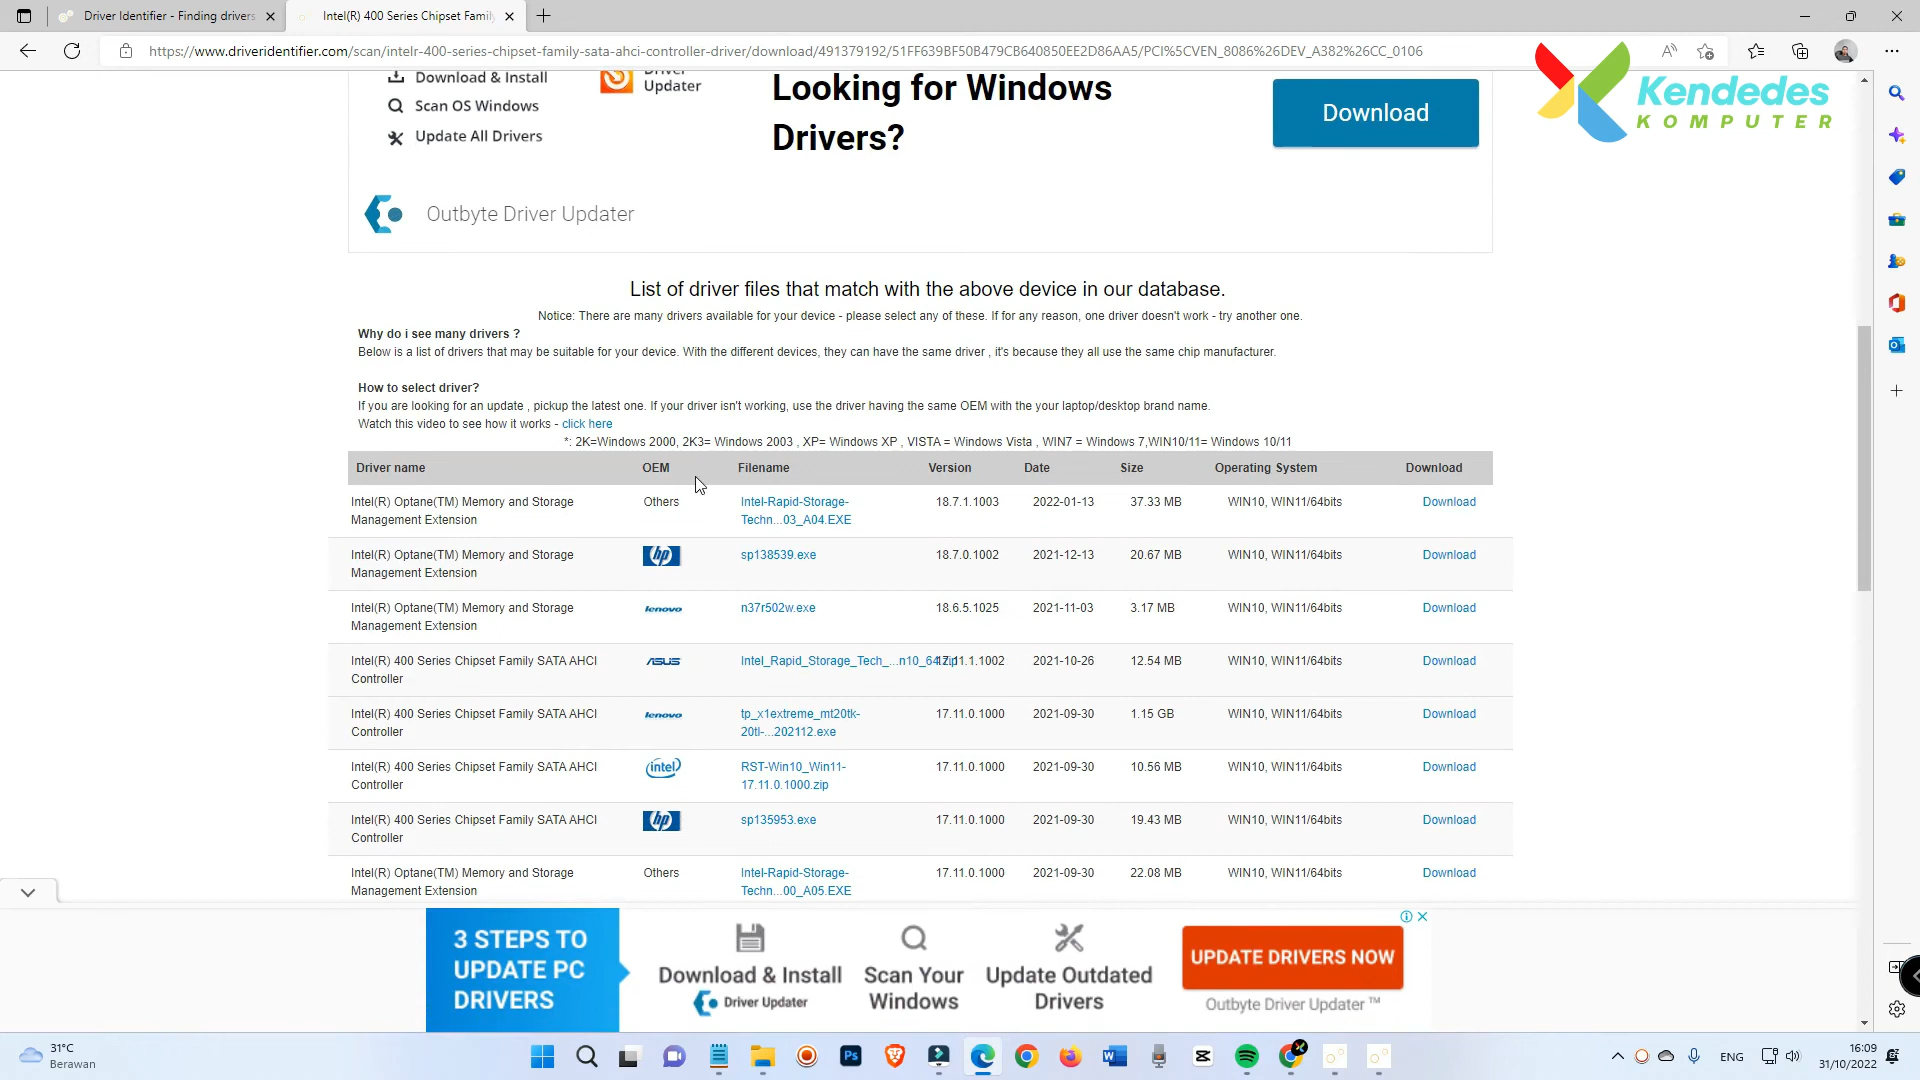 Driver Identifier - Finding drivers
Intel(R) 400 Series Chipset Family
https://www.driveridentifier.com/scan/intelr-400-series-chipset-family-sata-ahci-controller-driver/download/491379192/51FF639BF50B479CB640850EE2D86AA5/PCI%5CVEN_8086%26DEV_A382%26CC_0106
Kendedes
KOMPUTER
Download & Install
Scan OS Windows
Update All Drivers
Driver
Updater
Looking for Windows
Drivers?
Download
Outbyte Driver Updater
List of driver files that match with the above device in our database.
Notice: There are many drivers available for your device - please select any of these. If for any reason, one driver doesn't work - try another one.
Why do i see many drivers ?
Below is a list of drivers that may be suitable for your device. With the different devices, they can have the same driver , it's because they all use the same chip manufacturer.
How to select driver?
If you are looking for an update , pickup the latest one. If your driver isn't working, use the driver having the same OEM with the your laptop/desktop brand name.
Watch this video to see how it works - click here
*: 2K=Windows 2000, 2K3= Windows 2003 , XP= Windows XP , VISTA = Windows Vista , WIN7 = Windows 7,WIN10/11= Windows 10/11
Driver name OEM Filename Version Date Size Operating System Download
Intel(R) Optane(TM) Memory and Storage Others Intel-Rapid-Storage- 18.7.1.1003 2022-01-13 37.33 MB WIN10, WIN11/64bits Download
Management Extension Techn...03_A04.EXE
Intel(R) Optane(TM) Memory and Storage hp sp138539.exe 18.7.0.1002 2021-12-13 20.67 MB WIN10, WIN11/64bits Download
Management Extension
Intel(R) Optane(TM) Memory and Storage lenovo n37r502w.exe 18.6.5.1025 2021-11-03 3.17 MB WIN10, WIN11/64bits Download
Management Extension
Intel(R) 400 Series Chipset Family SATA AHCI ASUS Intel_Rapid_Storage_Tech_...n10_64.zip 17.11.1.1002 2021-10-26 12.54 MB WIN10, WIN11/64bits Download
Controller
Intel(R) 400 Series Chipset Family SATA AHCI lenovo tp_x1extreme_mt20tk- 17.11.0.1000 2021-09-30 1.15 GB WIN10, WIN11/64bits Download
Controller 20tl-...202112.exe
Intel(R) 400 Series Chipset Family SATA AHCI intel RST-Win10_Win11- 17.11.0.1000 2021-09-30 10.56 MB WIN10, WIN11/64bits Download
Controller 17.11.0.1000.zip
Intel(R) 400 Series Chipset Family SATA AHCI hp sp135953.exe 17.11.0.1000 2021-09-30 19.43 MB WIN10, WIN11/64bits Download
Controller
Intel(R) Optane(TM) Memory and Storage Others Intel-Rapid-Storage- 17.11.0.1000 2021-09-30 22.08 MB WIN10, WIN11/64bits Download
Management Extension Techn...00_A05.EXE
3 STEPS TO
UPDATE PC
DRIVERS
Download & Install
Driver Updater
Scan Your
Windows
Update Outdated
Drivers
UPDATE DRIVERS NOW
Outbyte Driver Updater ™
31°C
Berawan
Ps
ENG
16:09
31/10/2022